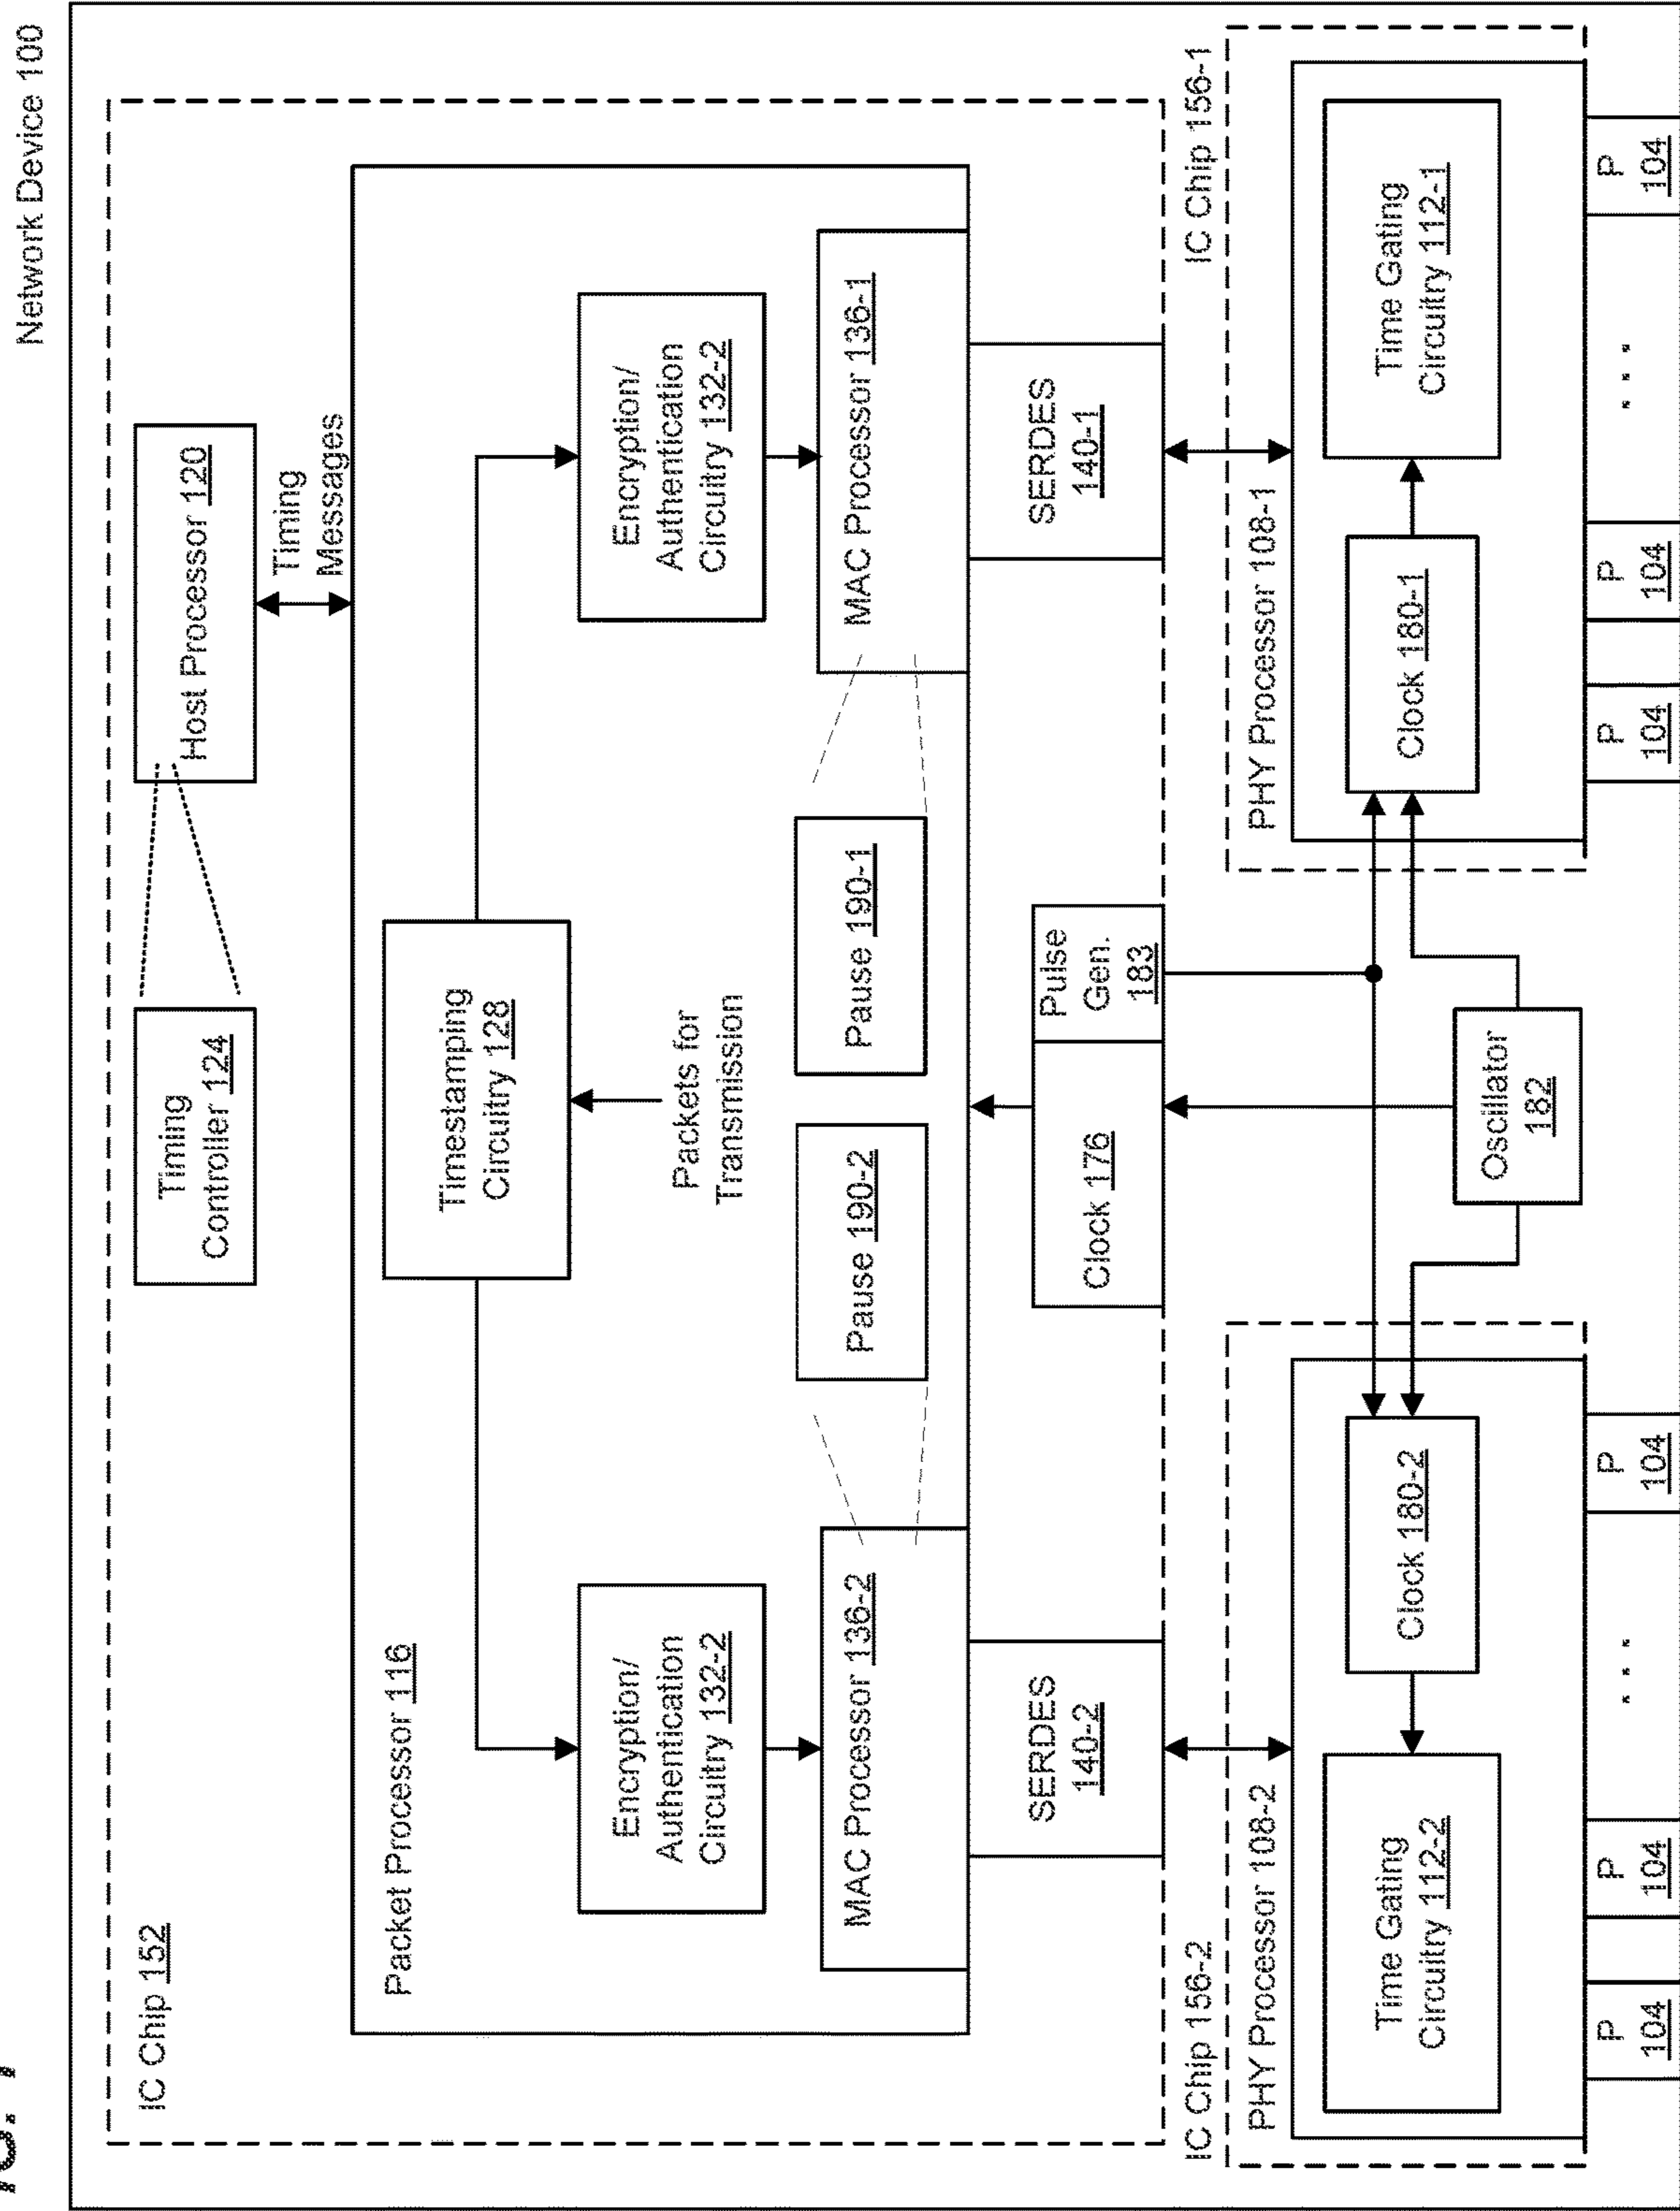 Network Device 100
IC Chip 152
Timing
Controller 124
Host Processor 120
Timing
Messages
Packet Processor 116
Timestamping
Circuitry 128
Packets for
Transmission
Encryption/
Authentication
Circuitry 132-2
Encryption/
Authentication
Circuitry 132-2
MAC Processor 136-2
Pause 190-2
Pause 190-1
MAC Processor 136-1
SERDES
140-2
Clock 176
Pulse
Gen.
183
SERDES
140-1
IC Chip 156-2
IC Chip 156-1
PHY Processor 108-2
Time Gating
Circuitry 112-2
Clock 180-2
Oscillator
182
PHY Processor 108-1
Clock 180-1
Time Gating
Circuitry 112-1
P
104
P
104
...
P
104
P
104
P
104
...
P
104